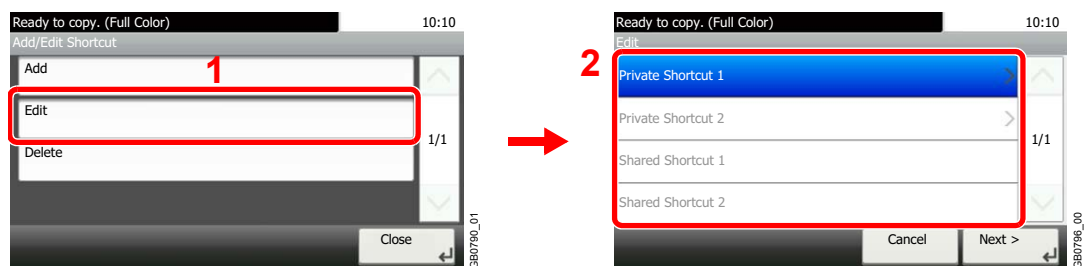 Ready to copy. (Full Color) 10:10
Add/Edit Shortcut
Add
1
Edit
1/1
Delete
Close
GB0790_01
Ready to copy. (Full Color) 10:10
Edit
2
Private Shortcut 1
Private Shortcut 2
1/1
Shared Shortcut 1
Shared Shortcut 2
Cancel Next >
GB0796_00